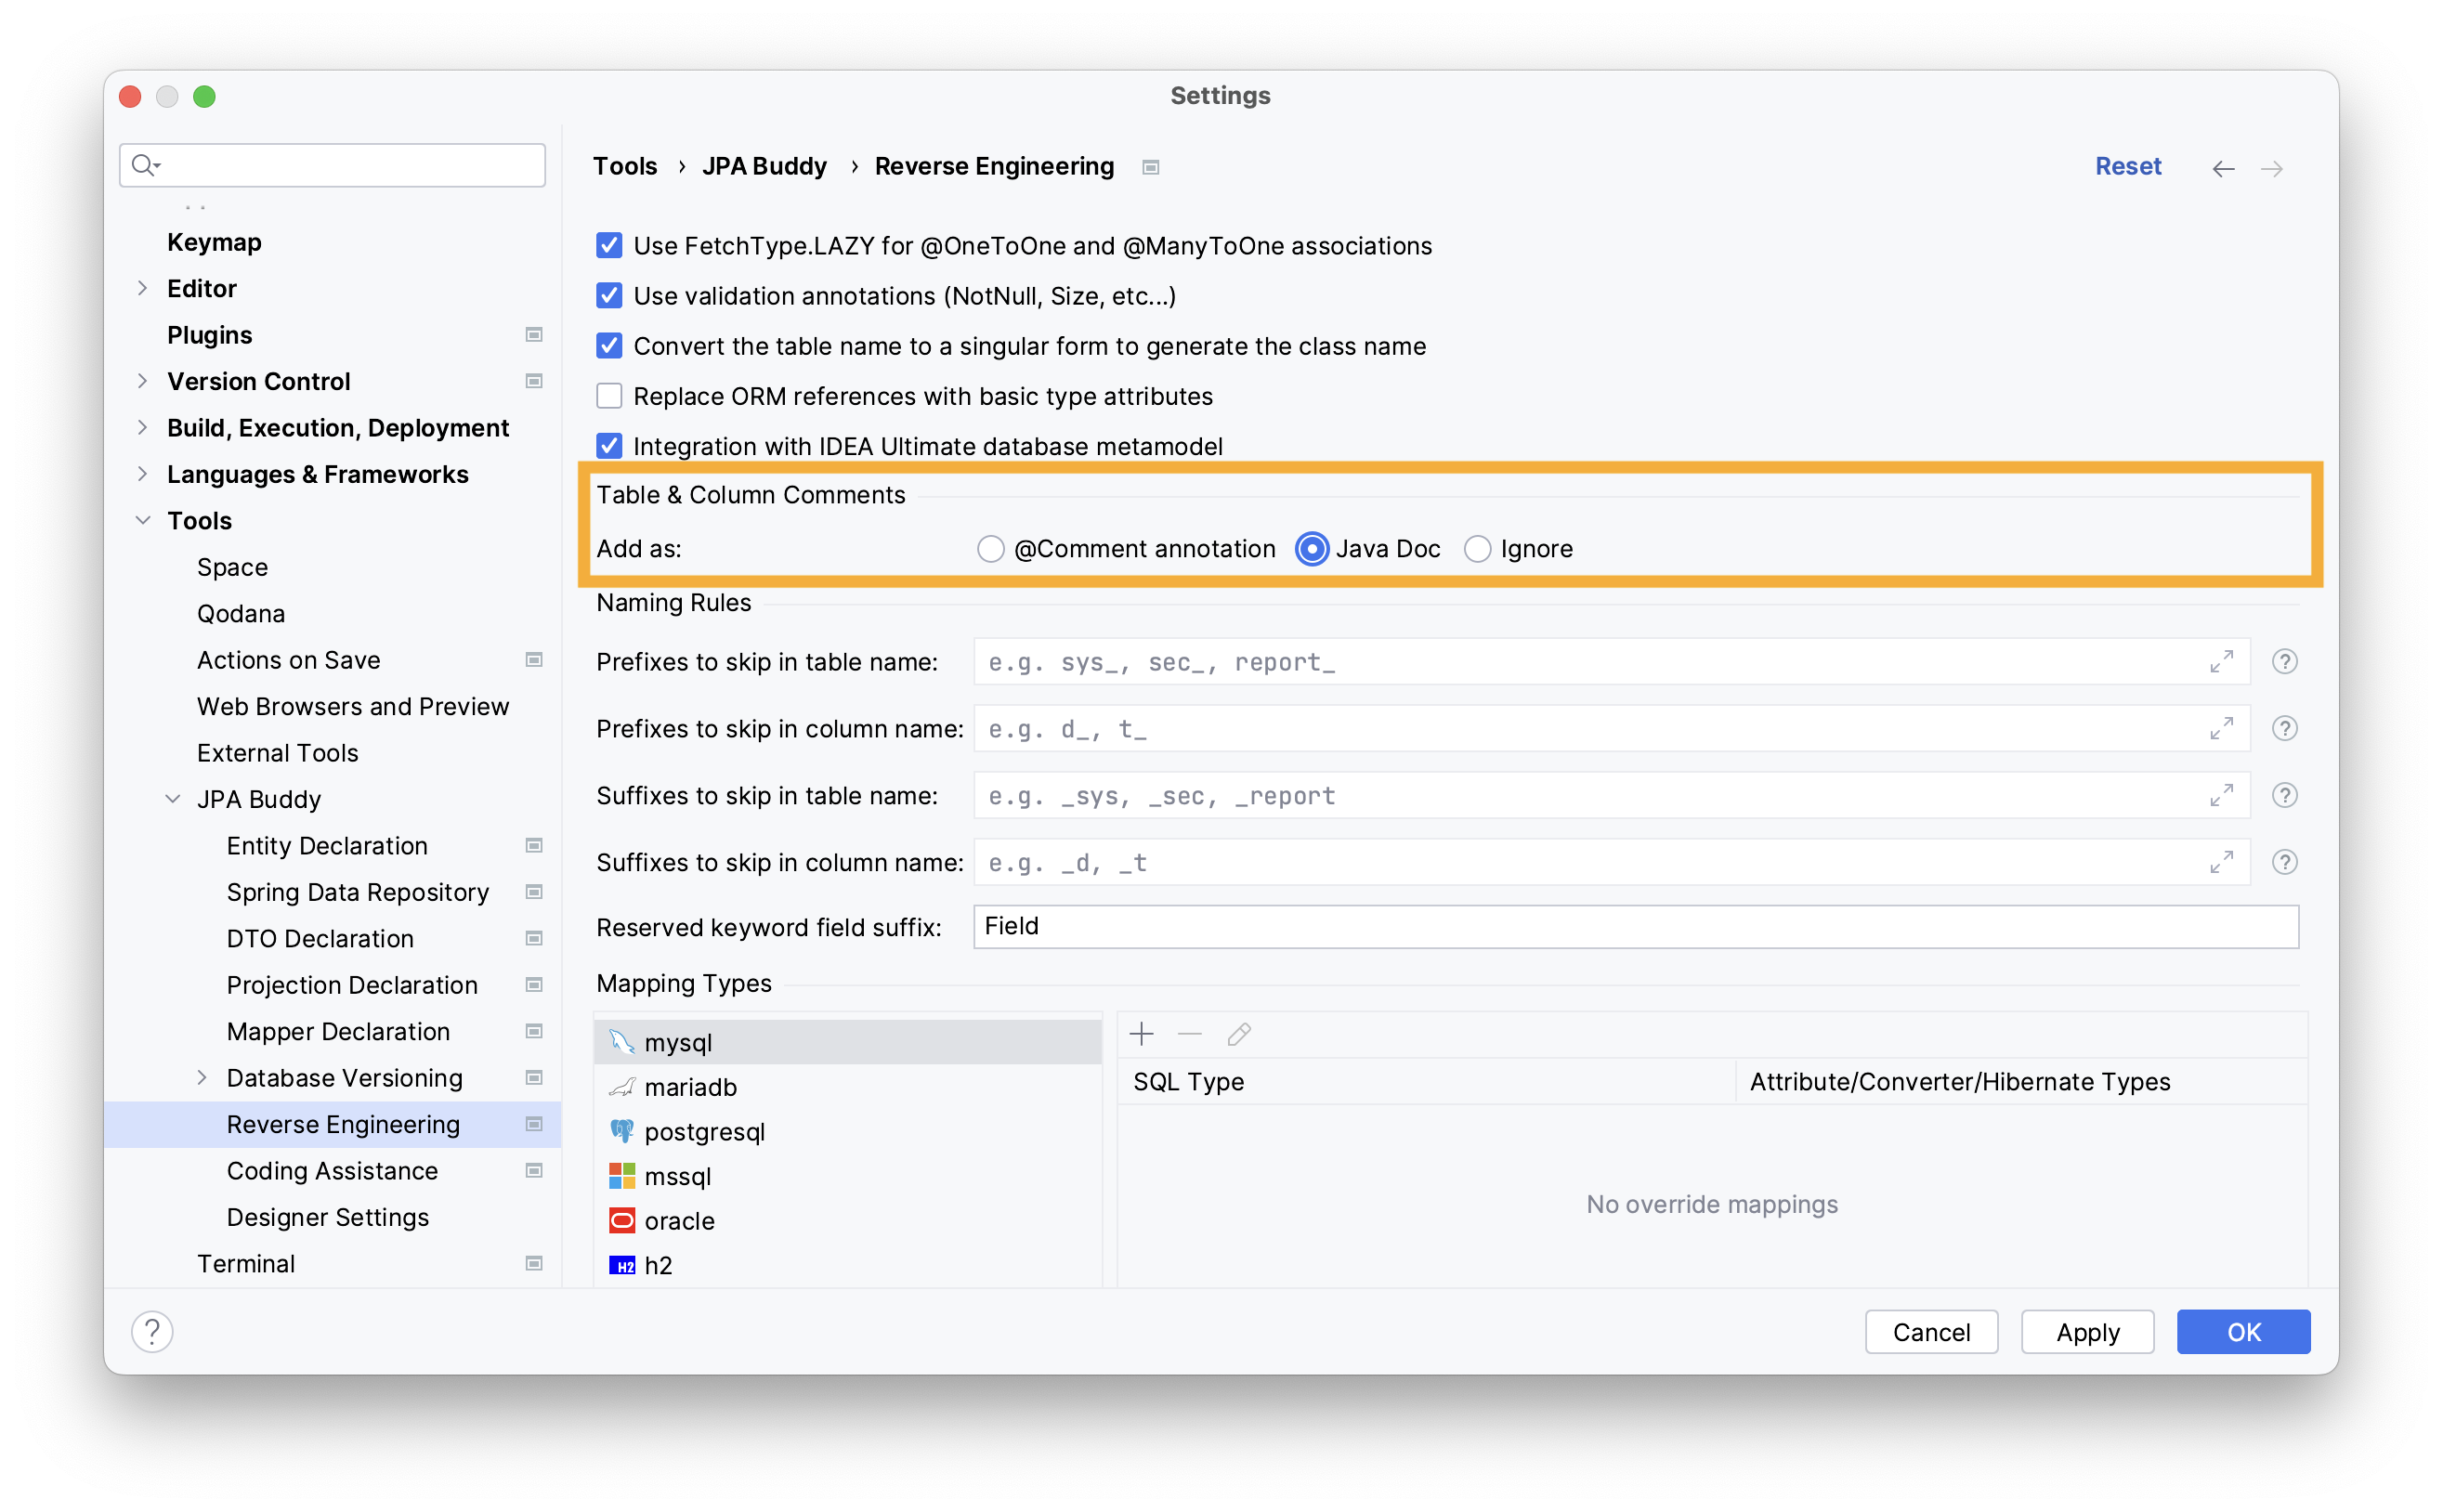 Settings
Keymap
Editor
Plugins
Version Control
Build, Execution, Deployment
Languages & Frameworks
Tools
Space
Qodana
Actions on Save
Web Browsers and Preview
External Tools
JPA Buddy
Entity Declaration
Spring Data Repository
DTO Declaration
Projection Declaration
Mapper Declaration
Database Versioning
Reverse Engineering
Coding Assistance
Designer Settings
Terminal
Tools › JPA Buddy › Reverse Engineering
Reset
Use FetchType.LAZY for @OneToOne and @ManyToOne associations
Use validation annotations (NotNull, Size, etc...)
Convert the table name to a singular form to generate the class name
Replace ORM references with basic type attributes
Integration with IDEA Ultimate database metamodel
Table & Column Comments
Add as: @Comment annotation Java Doc Ignore
Naming Rules
Prefixes to skip in table name: e.g. sys_, sec_, report_ ?
Prefixes to skip in column name: e.g. d_, t_ ?
Suffixes to skip in table name: e.g. _sys, _sec, _report ?
Suffixes to skip in column name: e.g. _d, _t ?
Reserved keyword field suffix: Field
Mapping Types
mysql
mariadb
postgresql
mssql
oracle
H2 h2
SQL Type Attribute/Converter/Hibernate Types
No override mappings
? Cancel Apply OK